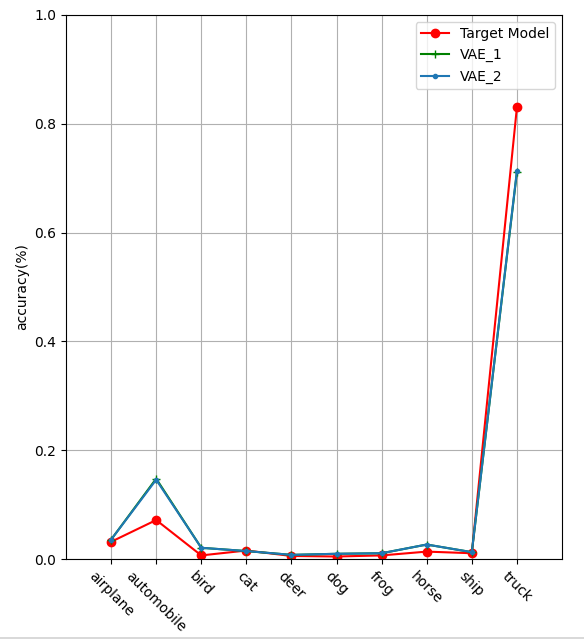 1.0
0.8
0.6
0.4
0.2
0.0
accuracy(%)
Target Model
VAE_1
VAE_2
airplane
automobile
bird
cat
deer
dog
frog
horse
ship
truck